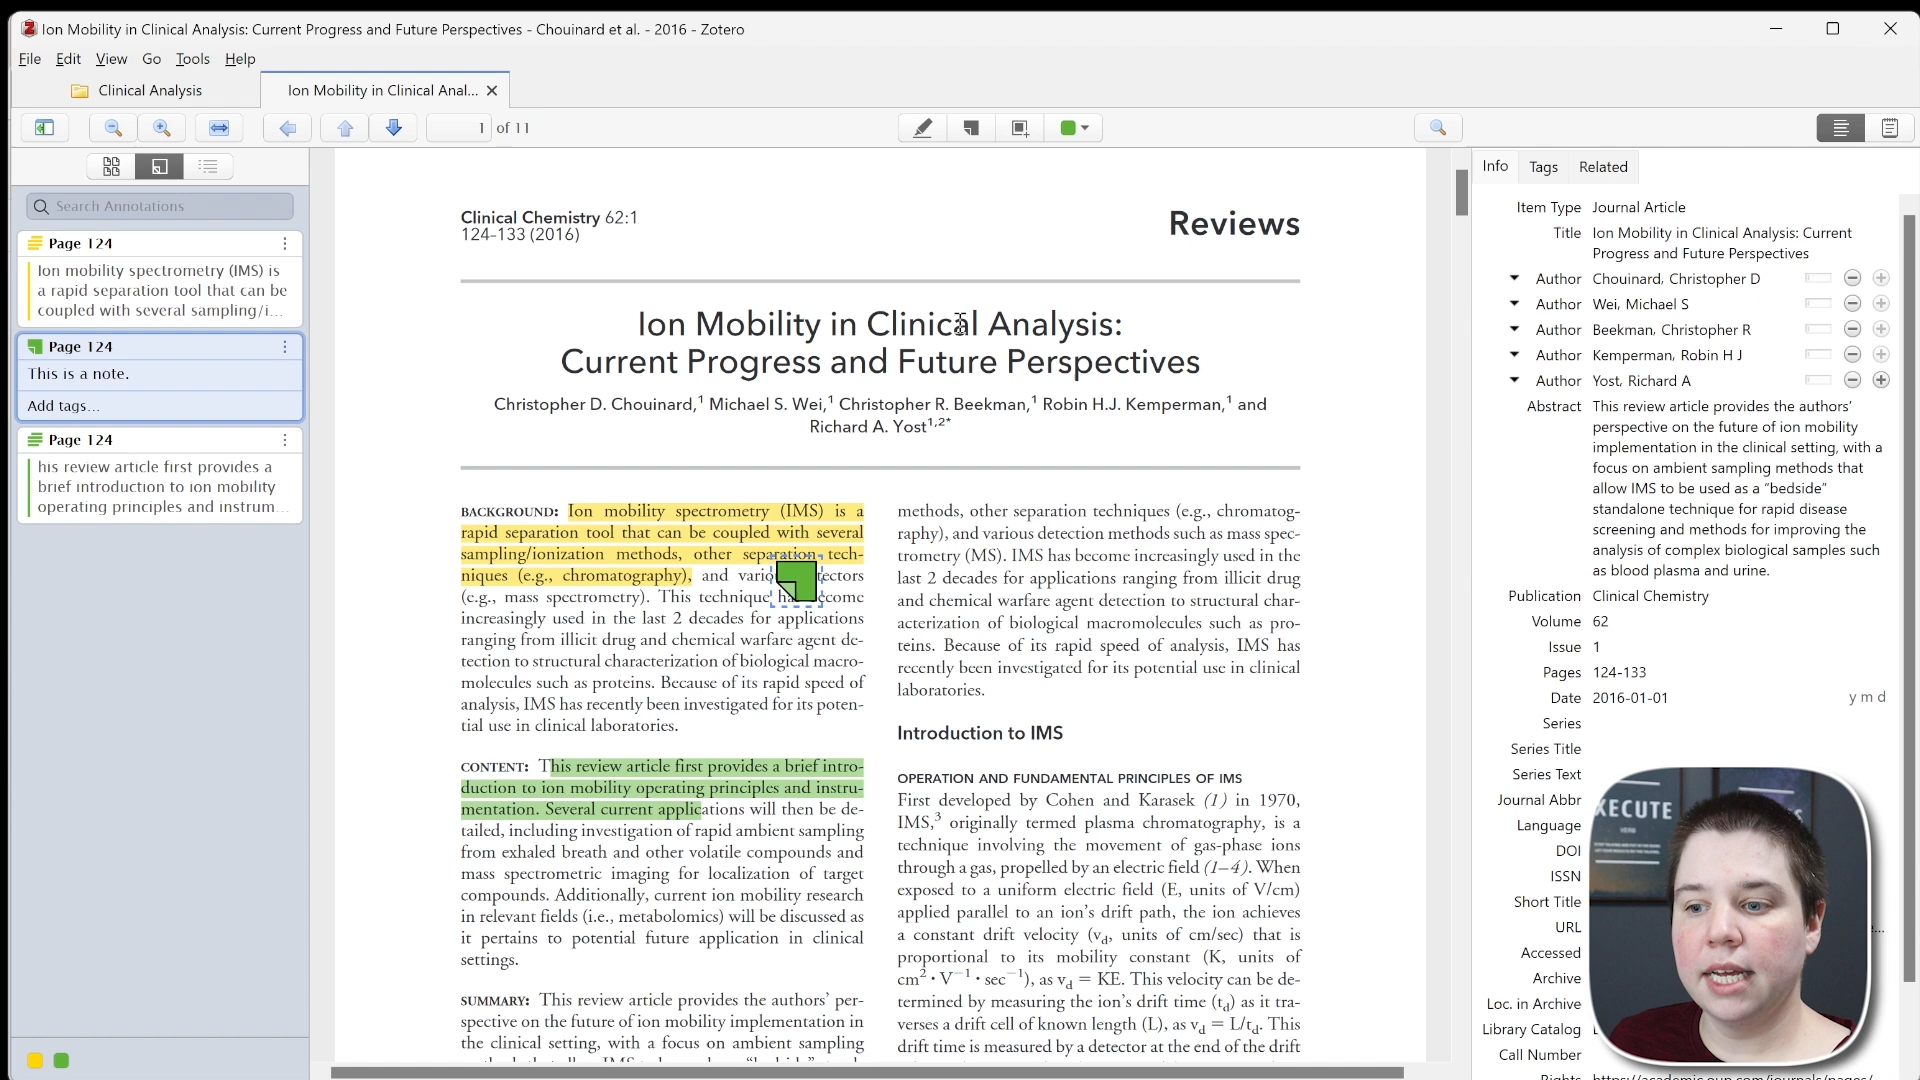 Ion Mobility in Clinical Analysis: Current Progress and Future Perspectives - Chouinard et al. - 2016 - Zotero
File Edit View Go Tools Help
Clinical Analysis
Ion Mobility in Clinical Anal...
1 of 11
Search Annotations
Page 124
Ion mobility spectrometry (IMS) is
a rapid separation tool that can be
coupled with several sampling/i...
Page 124
This is a note.
Add tags...
Page 124
his review article first provides a
brief introduction to ion mobility
operating principles and instrum...
Clinical Chemistry 62:1
124–133 (2016)
Reviews
Ion Mobility in Clinical Analysis:
Current Progress and Future Perspectives
Christopher D. Chouinard,¹ Michael S. Wei,¹ Christopher R. Beekman,¹ Robin H.J. Kemperman,¹ and
Richard A. Yost¹,²*
BACKGROUND: Ion mobility spectrometry (IMS) is a
rapid separation tool that can be coupled with several
sampling/ionization methods, other separation tech-
niques (e.g., chromatography), and
(e.g., mass spectrometry). This technique
increasingly used in the last 2 decades for applications
ranging from illicit drug and chemical warfare agent de-
tection to structural characterization of biological macro-
molecules such as proteins. Because of its rapid speed of
analysis, IMS has recently been investigated for its poten-
tial use in clinical laboratories.
CONTENT: This review article first provides a brief intro-
duction to ion mobility operating principles and instru-
mentation. Several current applications will then be de-
tailed, including investigation of rapid ambient sampling
from exhaled breath and other volatile compounds and
mass spectrometric imaging for localization of target
compounds. Additionally, current ion mobility research
in relevant fields (i.e., metabolomics) will be discussed as
it pertains to potential future application in clinical
settings.
SUMMARY: This review article provides the authors' per-
spective on the future of ion mobility implementation in
the clinical setting, with a focus on ambient sampling
methods, other separation techniques (e.g., chromatog-
raphy), and various detection methods such as mass spec-
trometry (MS). IMS has become increasingly used in the
last 2 decades for applications ranging from illicit drug
and chemical warfare agent detection to structural char-
acterization of biological macromolecules such as pro-
teins. Because of its rapid speed of analysis, IMS has
recently been investigated for its potential use in clinical
laboratories.
Introduction to IMS
OPERATION AND FUNDAMENTAL PRINCIPLES OF IMS
First developed by Cohen and Karasek (1) in 1970,
IMS,³ originally termed plasma chromatography, is a
technique involving the movement of gas-phase ions
through a gas, propelled by an electric field (1–4). When
exposed to a uniform electric field (E, units of V/cm)
applied parallel to an ion's drift path, the ion achieves
a constant drift velocity (vd, units of cm/sec) that is
proportional to its mobility constant (K, units of
cm² · V⁻¹ · sec⁻¹), as vd = KE. This velocity can be de-
termined by measuring the ion's drift time (td) as it tra-
verses a drift cell of known length (L), as vd = L/td. This
drift time is measured by a detector at the end of the drift
Info Tags Related
Item Type Journal Article
Title Ion Mobility in Clinical Analysis: Current
Progress and Future Perspectives
Author Chouinard, Christopher D
Author Wei, Michael S
Author Beekman, Christopher R
Author Kemperman, Robin H J
Author Yost, Richard A
Abstract This review article provides the authors'
perspective on the future of ion mobility
implementation in the clinical setting, with a
focus on ambient sampling methods that
allow IMS to be used as a “bedside”
standalone technique for rapid disease
screening and methods for improving the
analysis of complex biological samples such
as blood plasma and urine.
Publication Clinical Chemistry
Volume 62
Issue 1
Pages 124-133
Date 2016-01-01 y m d
Series
Series Title
Series Text
Journal Abbr
Language
DOI
ISSN
Short Title
URL
Accessed
Archive
Loc. in Archive
Library Catalog
Call Number
EXECUTE
VERB